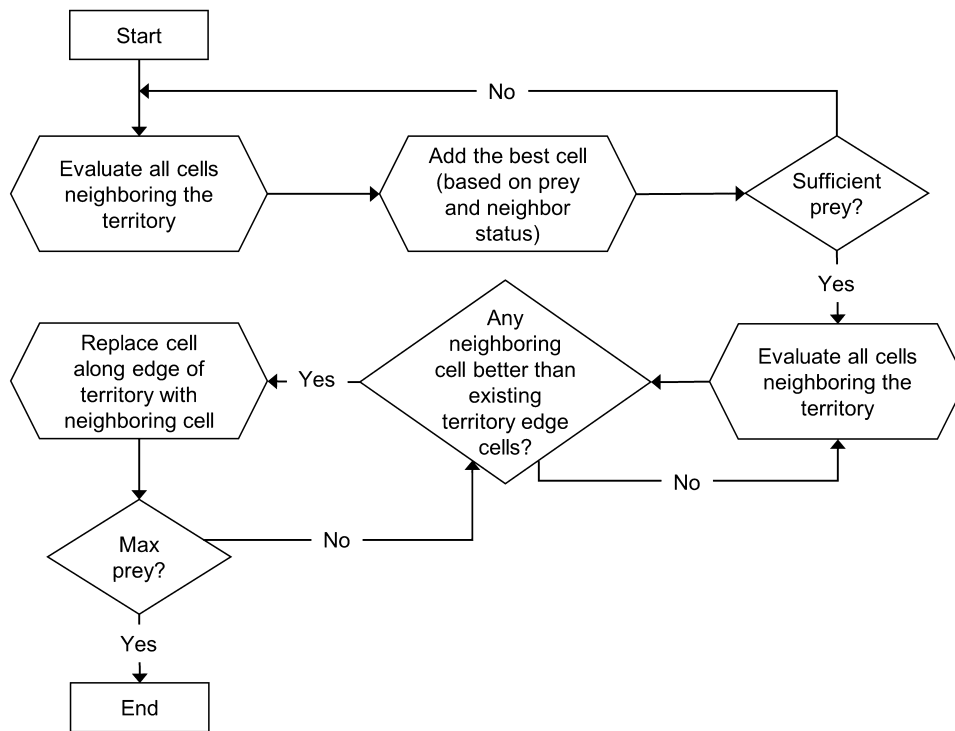 Start
No
Evaluate all cells
neighboring the
territory
Add the best cell
(based on prey
and neighbor
status)
Sufficient
prey?
Yes
Evaluate all cells
neighboring the
territory
Any
neighboring
cell better than
existing
territory edge
cells?
No
Yes
Replace cell
along edge of
territory with
neighboring cell
Max
prey?
No
Yes
End